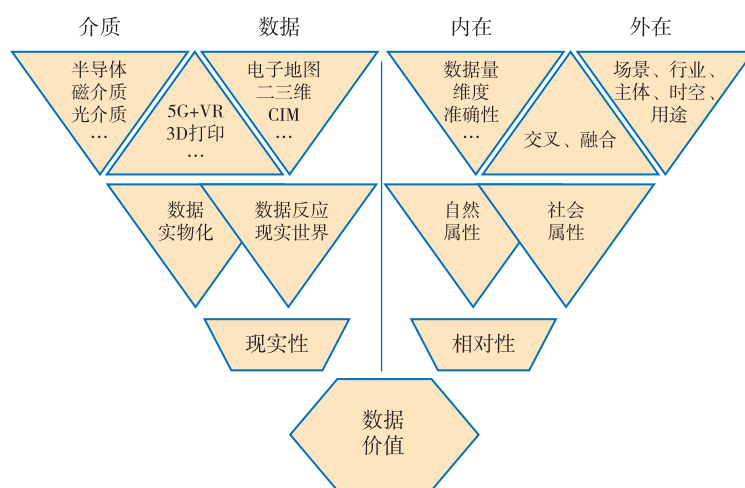 介质
数据
内在
外在
半导体
磁介质
光介质
…
5G+VR
3D打印
…
电子地图
二三维
CIM
…
数据量
维度
准确性
…
交叉、融合
场景、行业、
主体、时空、
用途
数据
实物化
数据反应
现实世界
自然
属性
社会
属性
现实性
相对性
数据
价值